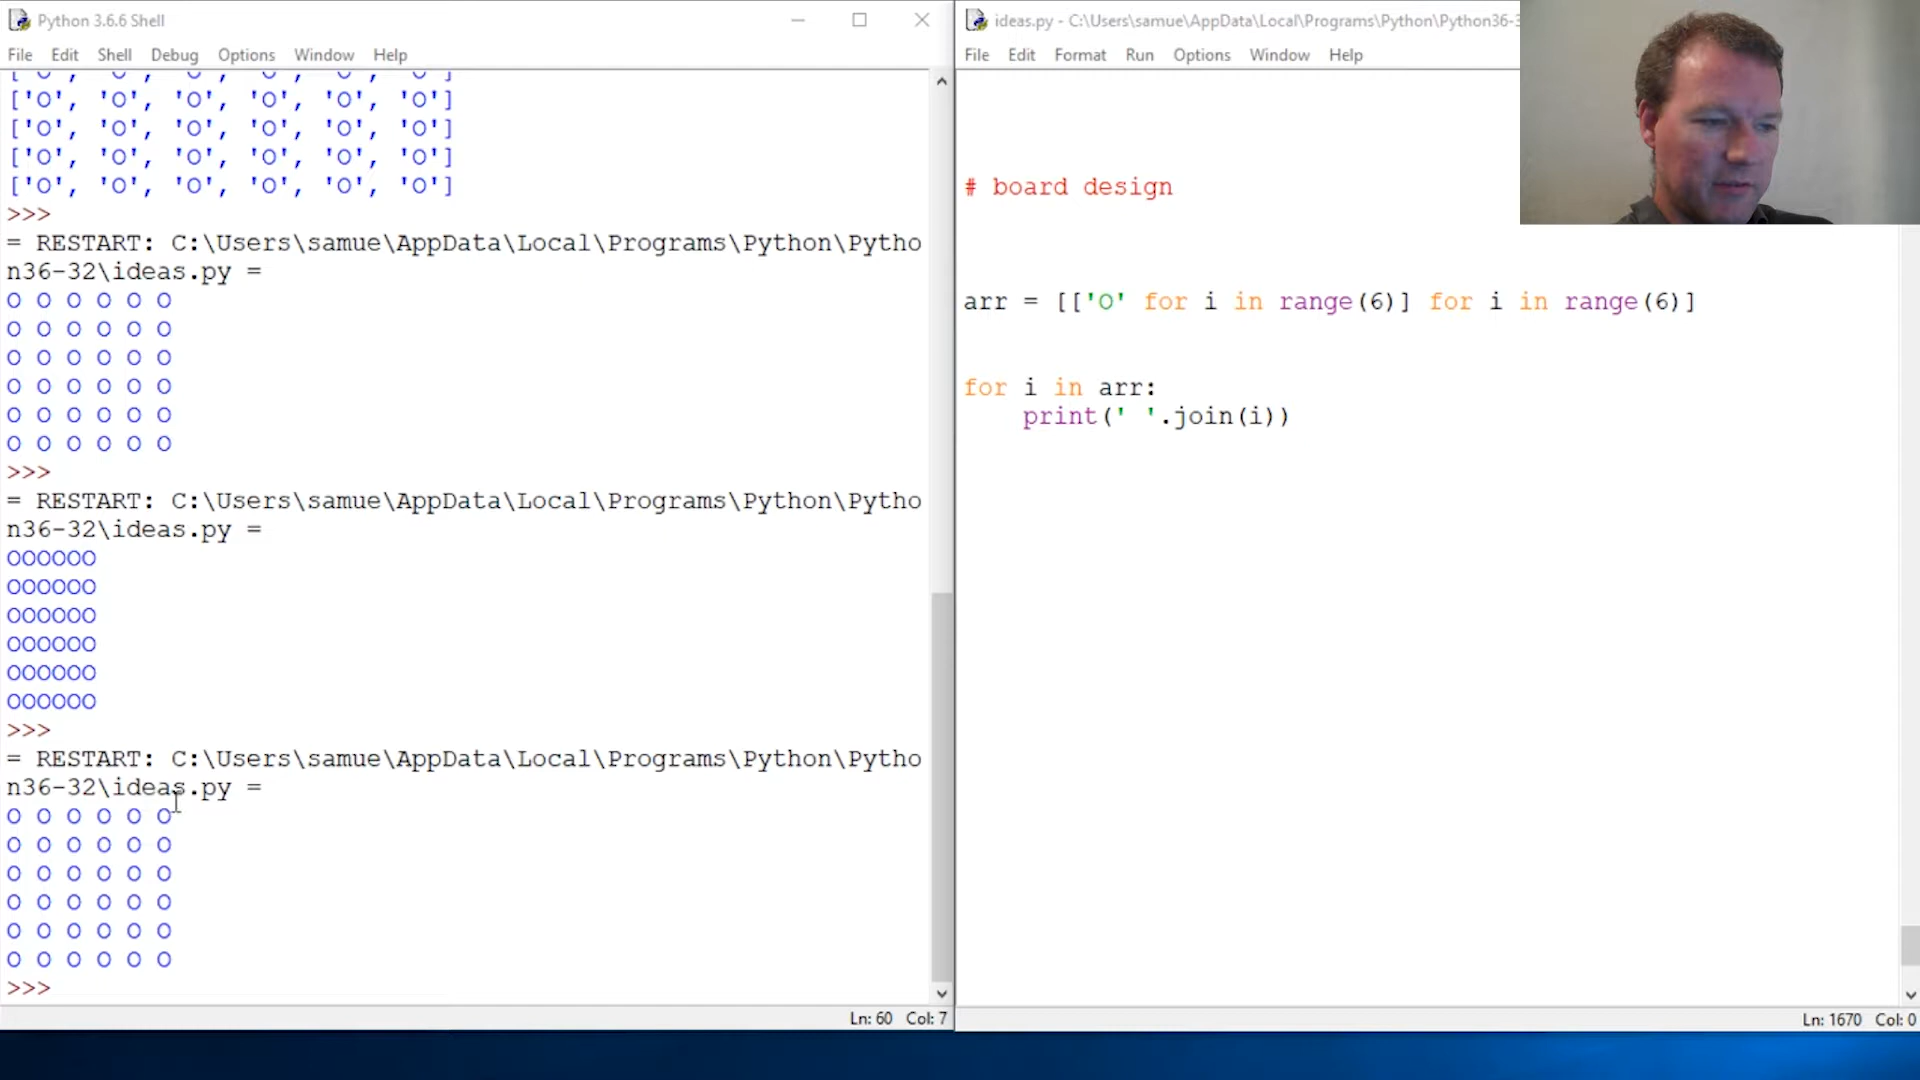 Python 3.6.6 Shell
File Edit Shell Debug Options Window Help
['O', 'O', 'O', 'O', 'O', 'O']
['O', 'O', 'O', 'O', 'O', 'O']
['O', 'O', 'O', 'O', 'O', 'O']
['O', 'O', 'O', 'O', 'O', 'O']
['O', 'O', 'O', 'O', 'O', 'O']
>>>
= RESTART: C:\Users\samue\AppData\Local\Programs\Python\Pytho
n36-32\ideas.py =
O O O O O O
O O O O O O
O O O O O O
O O O O O O
O O O O O O
O O O O O O
>>>
= RESTART: C:\Users\samue\AppData\Local\Programs\Python\Pytho
n36-32\ideas.py =
OOOOOO
OOOOOO
OOOOOO
OOOOOO
OOOOOO
OOOOOO
>>>
= RESTART: C:\Users\samue\AppData\Local\Programs\Python\Pytho
n36-32\ideas.py =
O O O O O O
O O O O O O
O O O O O O
O O O O O O
O O O O O O
O O O O O O
>>>
Ln: 60 Col: 7
ideas.py - C:\Users\samue\AppData\Local\Programs\Python\Python36-3
File Edit Format Run Options Window Help
# board design
arr = [['O' for i in range(6)] for i in range(6)]
for i in arr:
    print(' '.join(i))
Ln: 1670 Col: 0